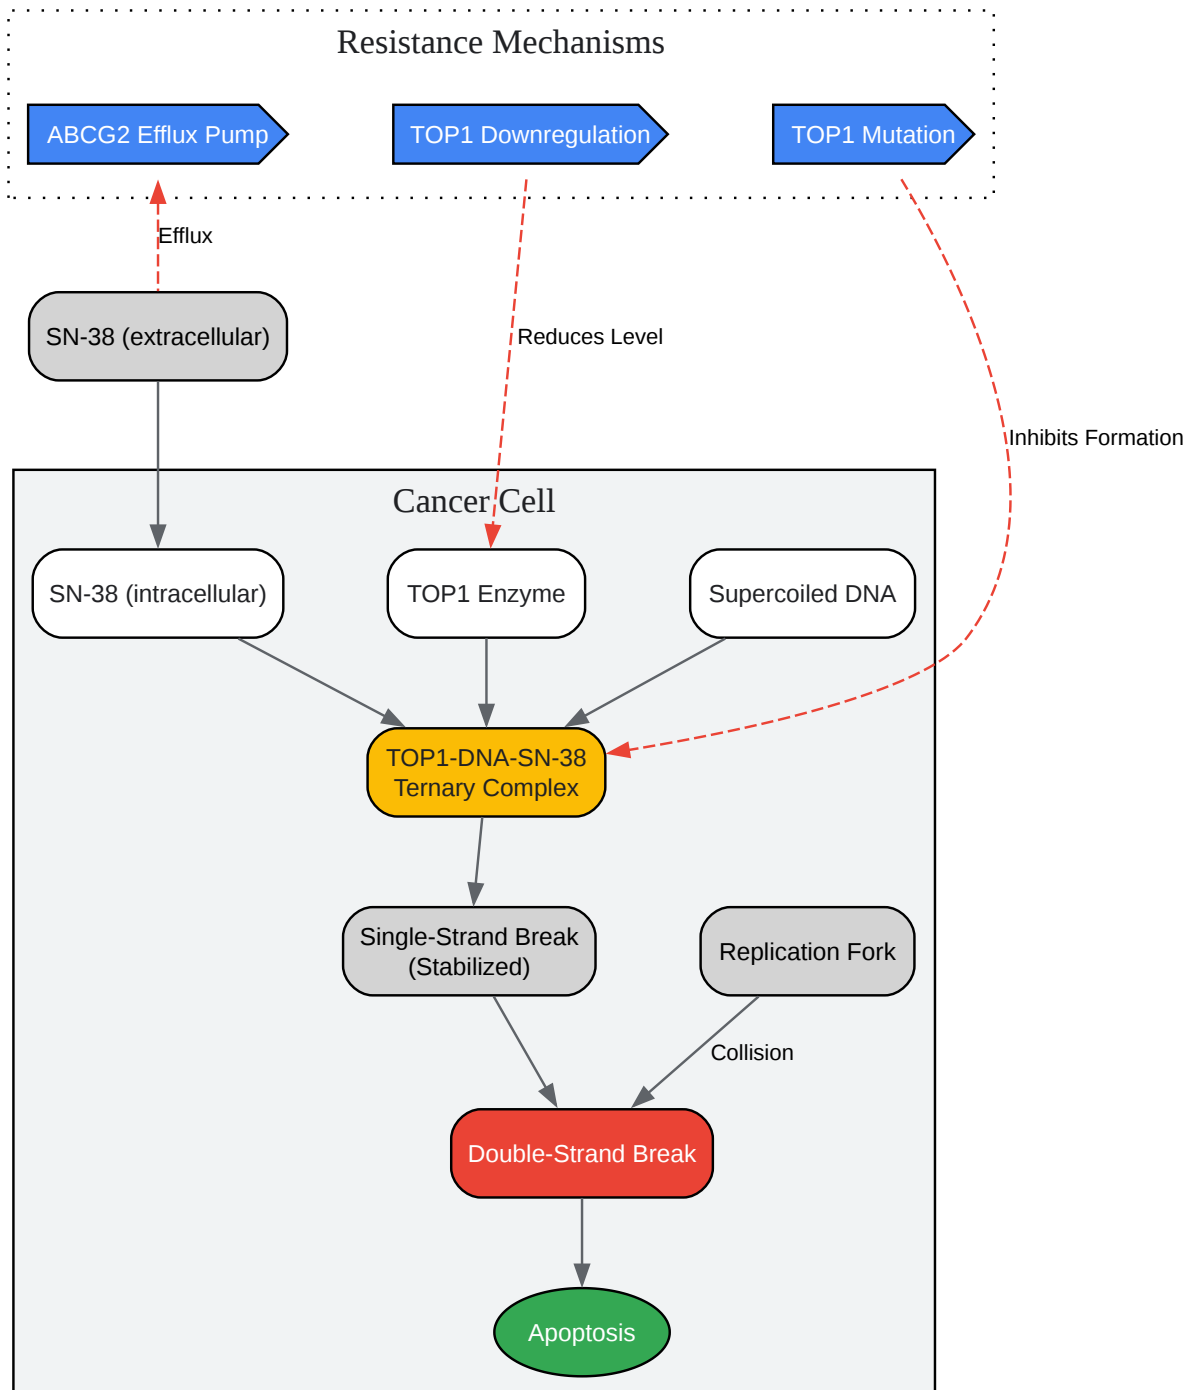 Resistance Mechanisms
ABCG2 Efflux Pump
TOP1 Downregulation
TOP1 Mutation
Efflux
SN-38 (extracellular)
Reduces Level
Inhibits Formation
Cancer Cell
SN-38 (intracellular)
TOP1 Enzyme
Supercoiled DNA
TOP1-DNA-SN-38
Ternary Complex
Single-Strand Break
(Stabilized)
Replication Fork
Collision
Double-Strand Break
Apoptosis